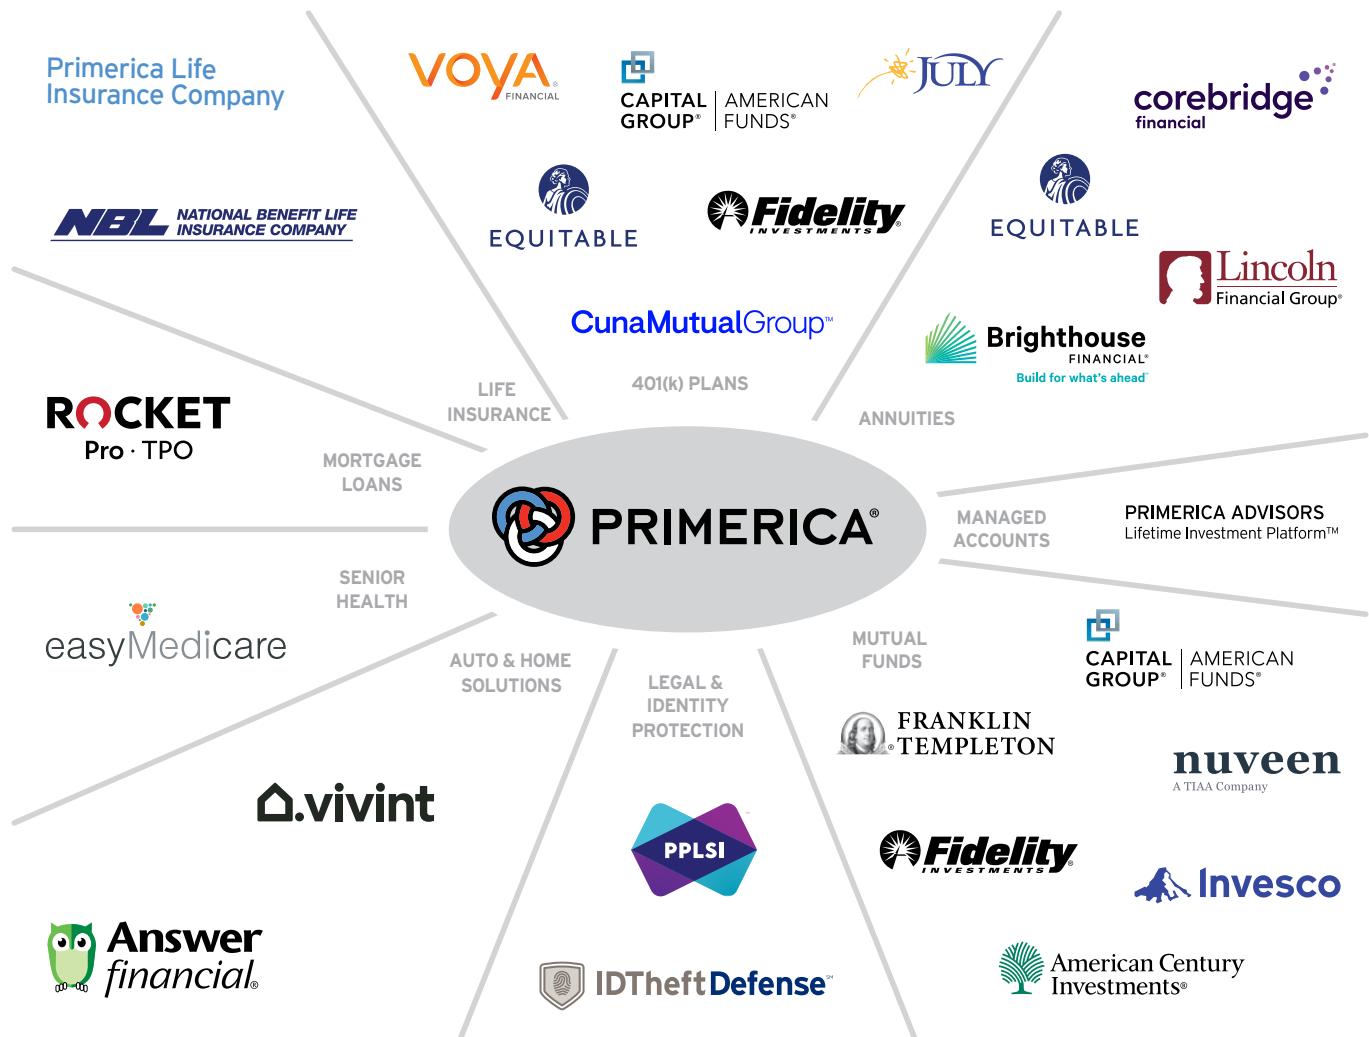 Primerica Life
Insurance Company
NBL NATIONAL BENEFIT LIFE
INSURANCE COMPANY
LIFE
INSURANCE
VOYA®
FINANCIAL
CAPITAL
GROUP®
AMERICAN
FUNDS®
JULY
EQUITABLE
Fidelity®
INVESTMENTS
CunaMutualGroup™
401(k) PLANS
corebridge
financial
EQUITABLE
Lincoln
Financial Group®
Brighthouse
FINANCIAL®
Build for what's ahead™
ANNUITIES
ROCKET
Pro · TPO
MORTGAGE
LOANS
PRIMERICA®
MANAGED
ACCOUNTS
PRIMERICA ADVISORS
Lifetime Investment Platform™
SENIOR
HEALTH
easyMedicare
AUTO & HOME
SOLUTIONS
vivint
Answer
financial®
LEGAL &
IDENTITY
PROTECTION
PPLSI™
IDTheftDefense℠
MUTUAL
FUNDS
CAPITAL
GROUP®
AMERICAN
FUNDS®
FRANKLIN
® TEMPLETON
nuveen
A TIAA Company
Fidelity®
INVESTMENTS
Invesco
American Century
Investments®